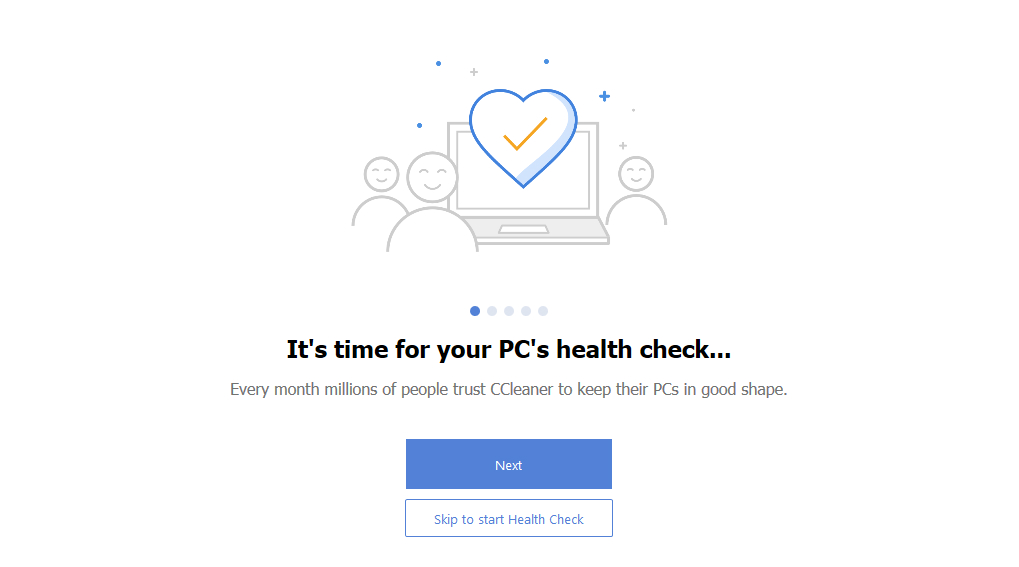 It's time for your PC's health check...
Every month millions of people trust CCleaner to keep their PCs in good shape.
Next
Skip to start Health Check